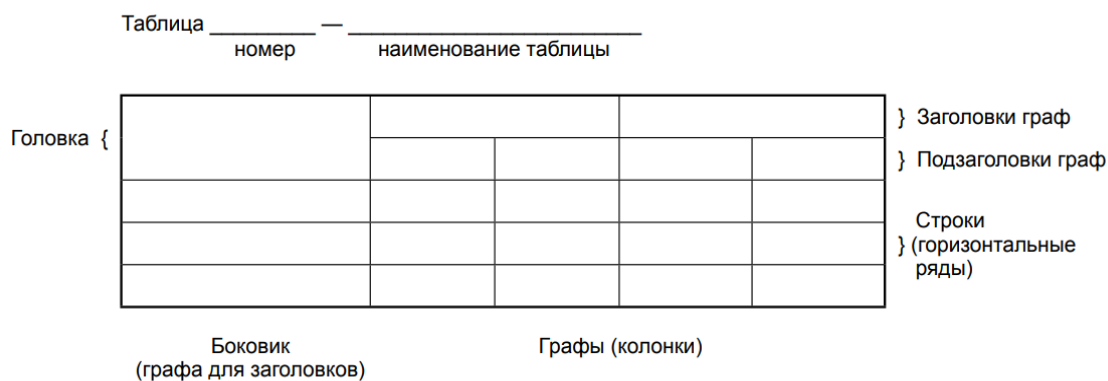 Таблица _________ — _________________________
номер наименование таблицы
Головка { } Заголовки граф
} Подзаголовки граф
Строки
} (горизонтальные
ряды)
Боковик Графы (колонки)
(графа для заголовков)